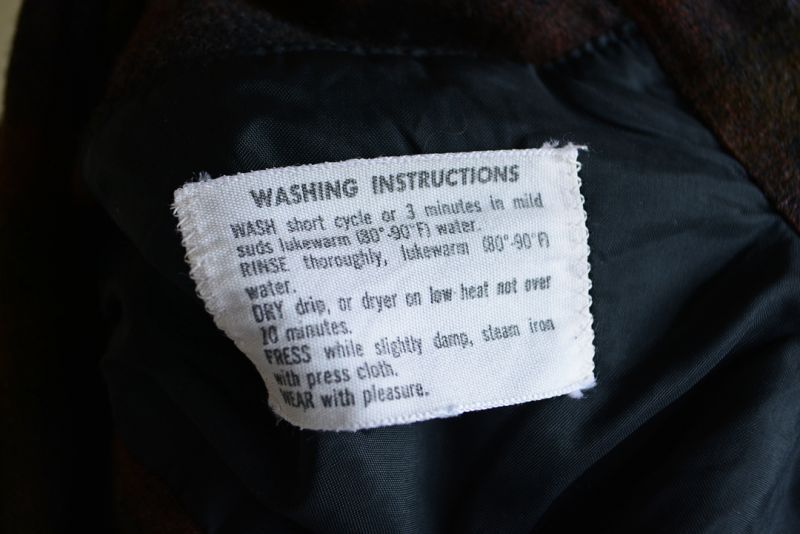 WASHING INSTRUCTIONS
WASH short cycle or 3 minutes in mild
suds lukewarm (80°-90°F) water.
RINSE thoroughly, lukewarm (80°-90°F)
water.
DRY drip, or dryer on low heat not over
10 minutes.
PRESS while slightly damp, steam iron
with press cloth.
WEAR with pleasure.